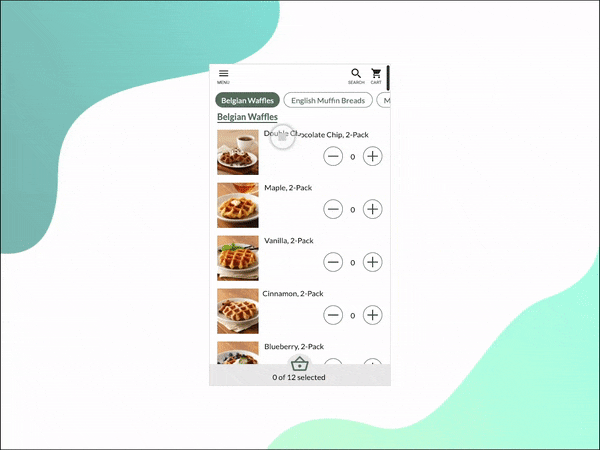 MENU
SEARCH
CART
Belgian Waffles
English Muffin Breads
M
Belgian Waffles
Double Chocolate Chip, 2-Pack
0
Maple, 2-Pack
0
Vanilla, 2-Pack
0
Cinnamon, 2-Pack
0
Blueberry, 2-Pack
0 of 12 selected